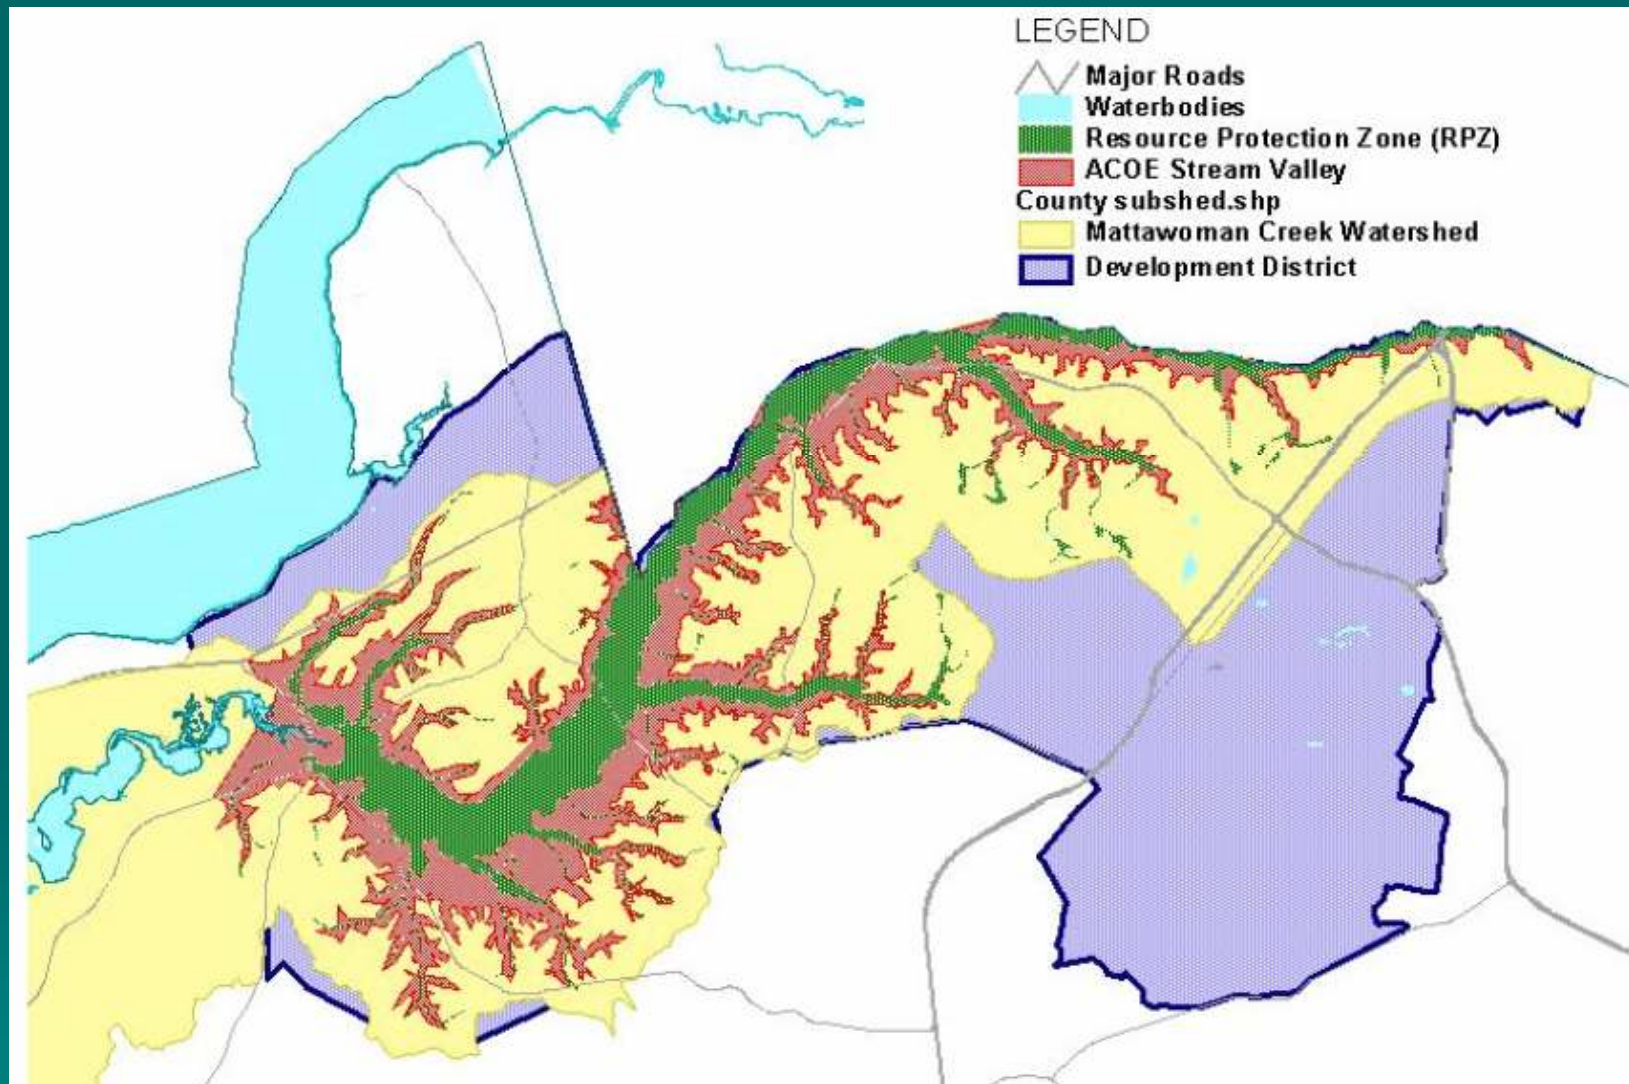 LEGEND
Major Roads
Waterbodies
Resource Protection Zone (RPZ)
ACOE Stream Valley
County subshed.shp
Mattawoman Creek Watershed
Development District